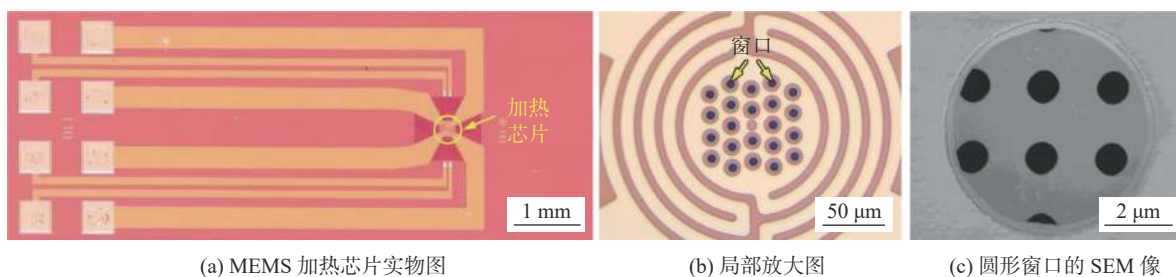 窗口
加热
芯片
1 mm
50 μm
2 μm
(a) MEMS 加热芯片实物图
(b) 局部放大图
(c) 圆形窗口的 SEM 像